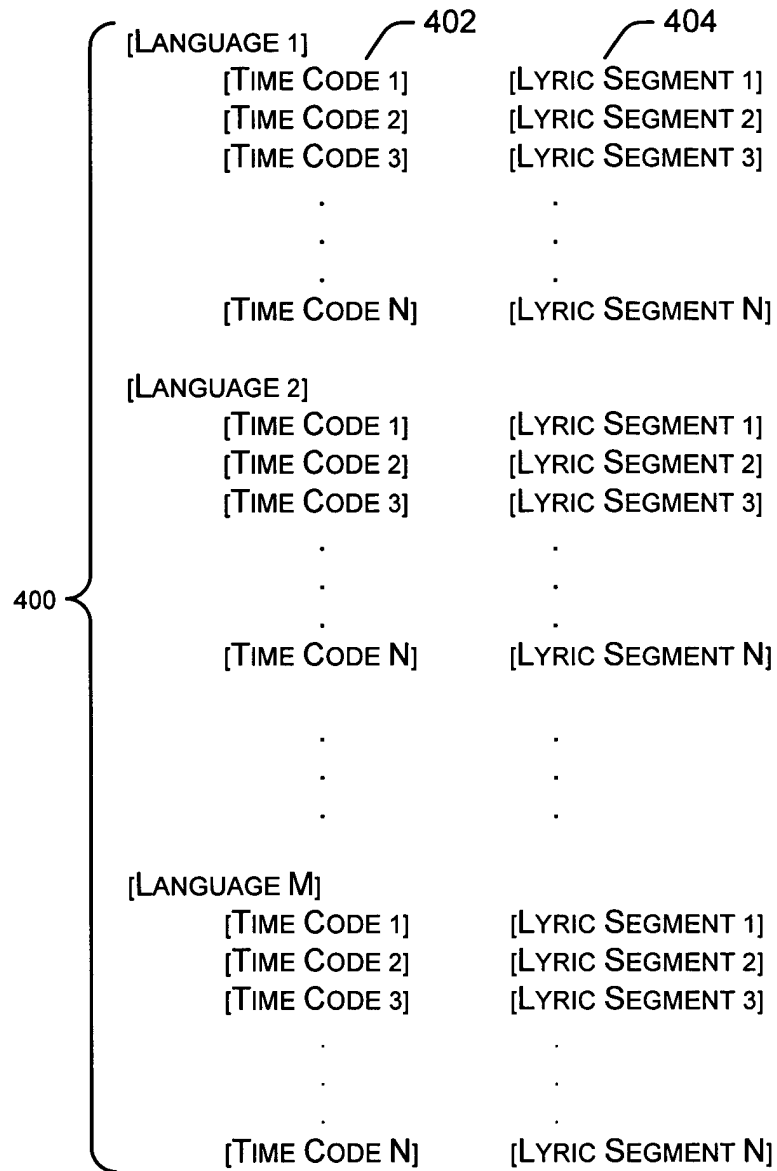 402 404
[LANGUAGE 1]
[TIME CODE 1] [LYRIC SEGMENT 1]
[TIME CODE 2] [LYRIC SEGMENT 2]
[TIME CODE 3] [LYRIC SEGMENT 3]
. .
. .
. .
[TIME CODE N] [LYRIC SEGMENT N]
[LANGUAGE 2]
[TIME CODE 1] [LYRIC SEGMENT 1]
[TIME CODE 2] [LYRIC SEGMENT 2]
[TIME CODE 3] [LYRIC SEGMENT 3]
. .
400
. .
. .
[TIME CODE N] [LYRIC SEGMENT N]
. .
. .
. .
[LANGUAGE M]
[TIME CODE 1] [LYRIC SEGMENT 1]
[TIME CODE 2] [LYRIC SEGMENT 2]
[TIME CODE 3] [LYRIC SEGMENT 3]
. .
. .
. .
[TIME CODE N] [LYRIC SEGMENT N]